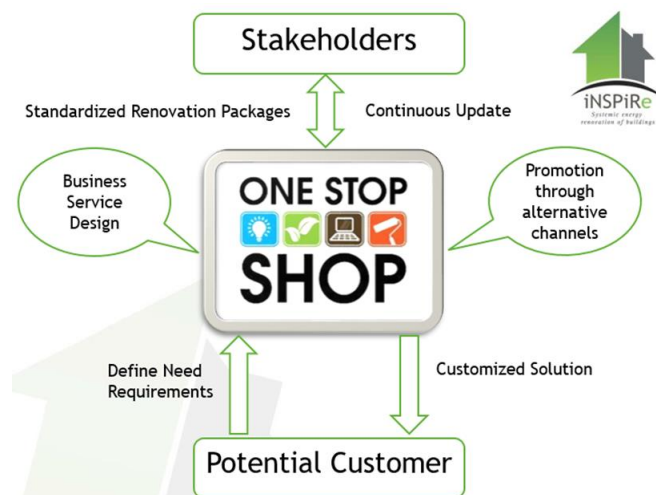 Stakeholders
iNSPiRe
Systemic energy
renovation of buildings
Standardized Renovation Packages
Continuous Update
Business
Service
Design
ONE STOP
SHOP
Promotion
through
alternative
channels
Define Need
Requirements
Customized Solution
Potential Customer